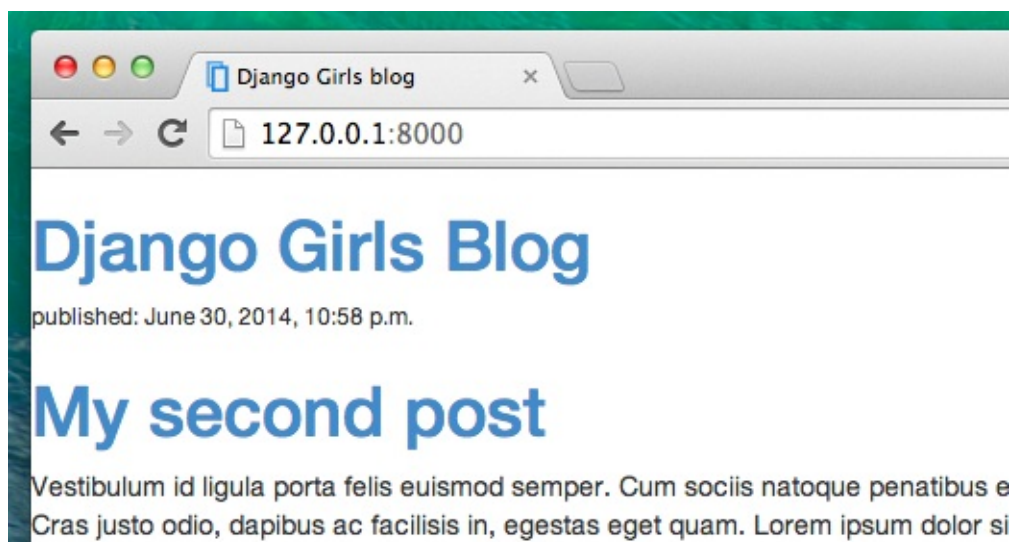 Django Girls blog
127.0.0.1:8000
Django Girls Blog
published: June 30, 2014, 10:58 p.m.
My second post
Vestibulum id ligula porta felis euismod semper. Cum sociis natoque penatibus e
Cras justo odio, dapibus ac facilisis in, egestas eget quam. Lorem ipsum dolor si